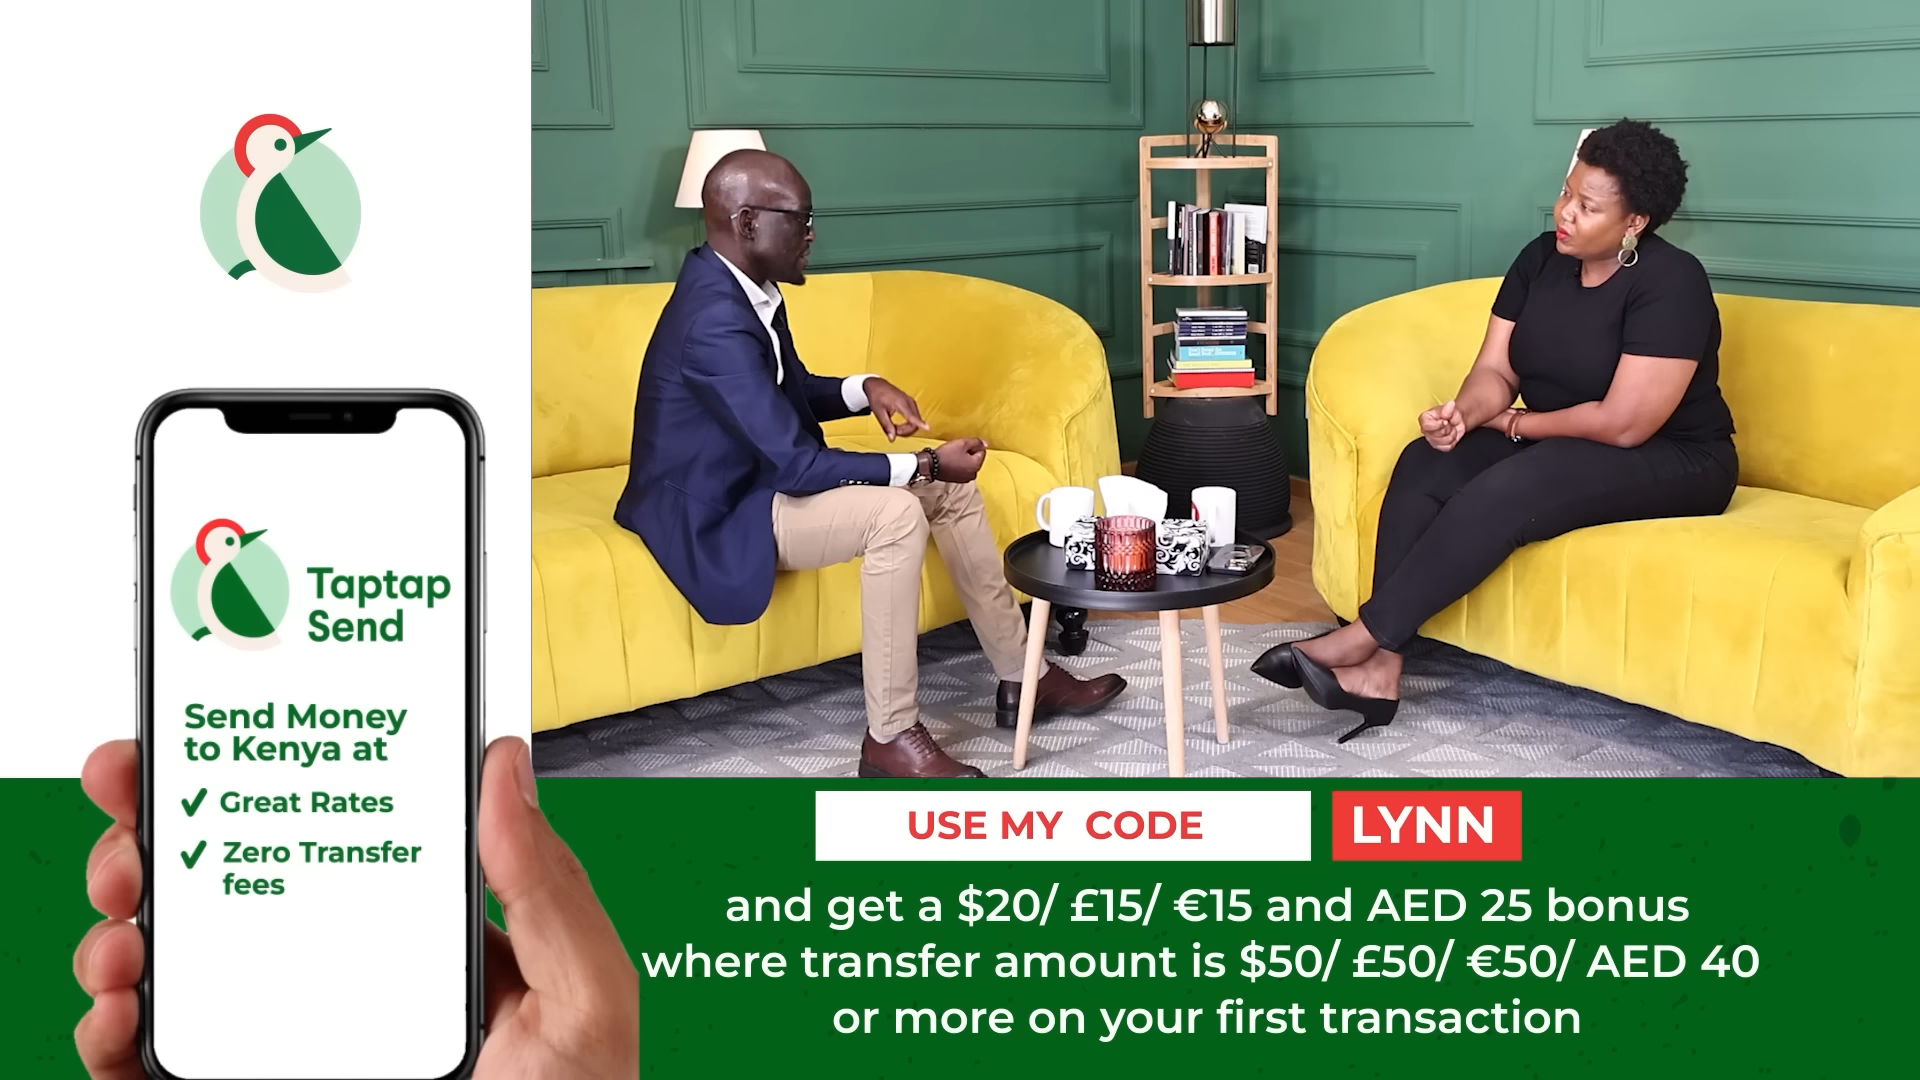 Taptap
Send
Send Money
to Kenya at
Great Rates
Zero Transfer
fees
USE MY CODE LYNN
and get a $20/ £15/ €15 and AED 25 bonus
where transfer amount is $50/ £50/ €50/ AED 40
or more on your first transaction